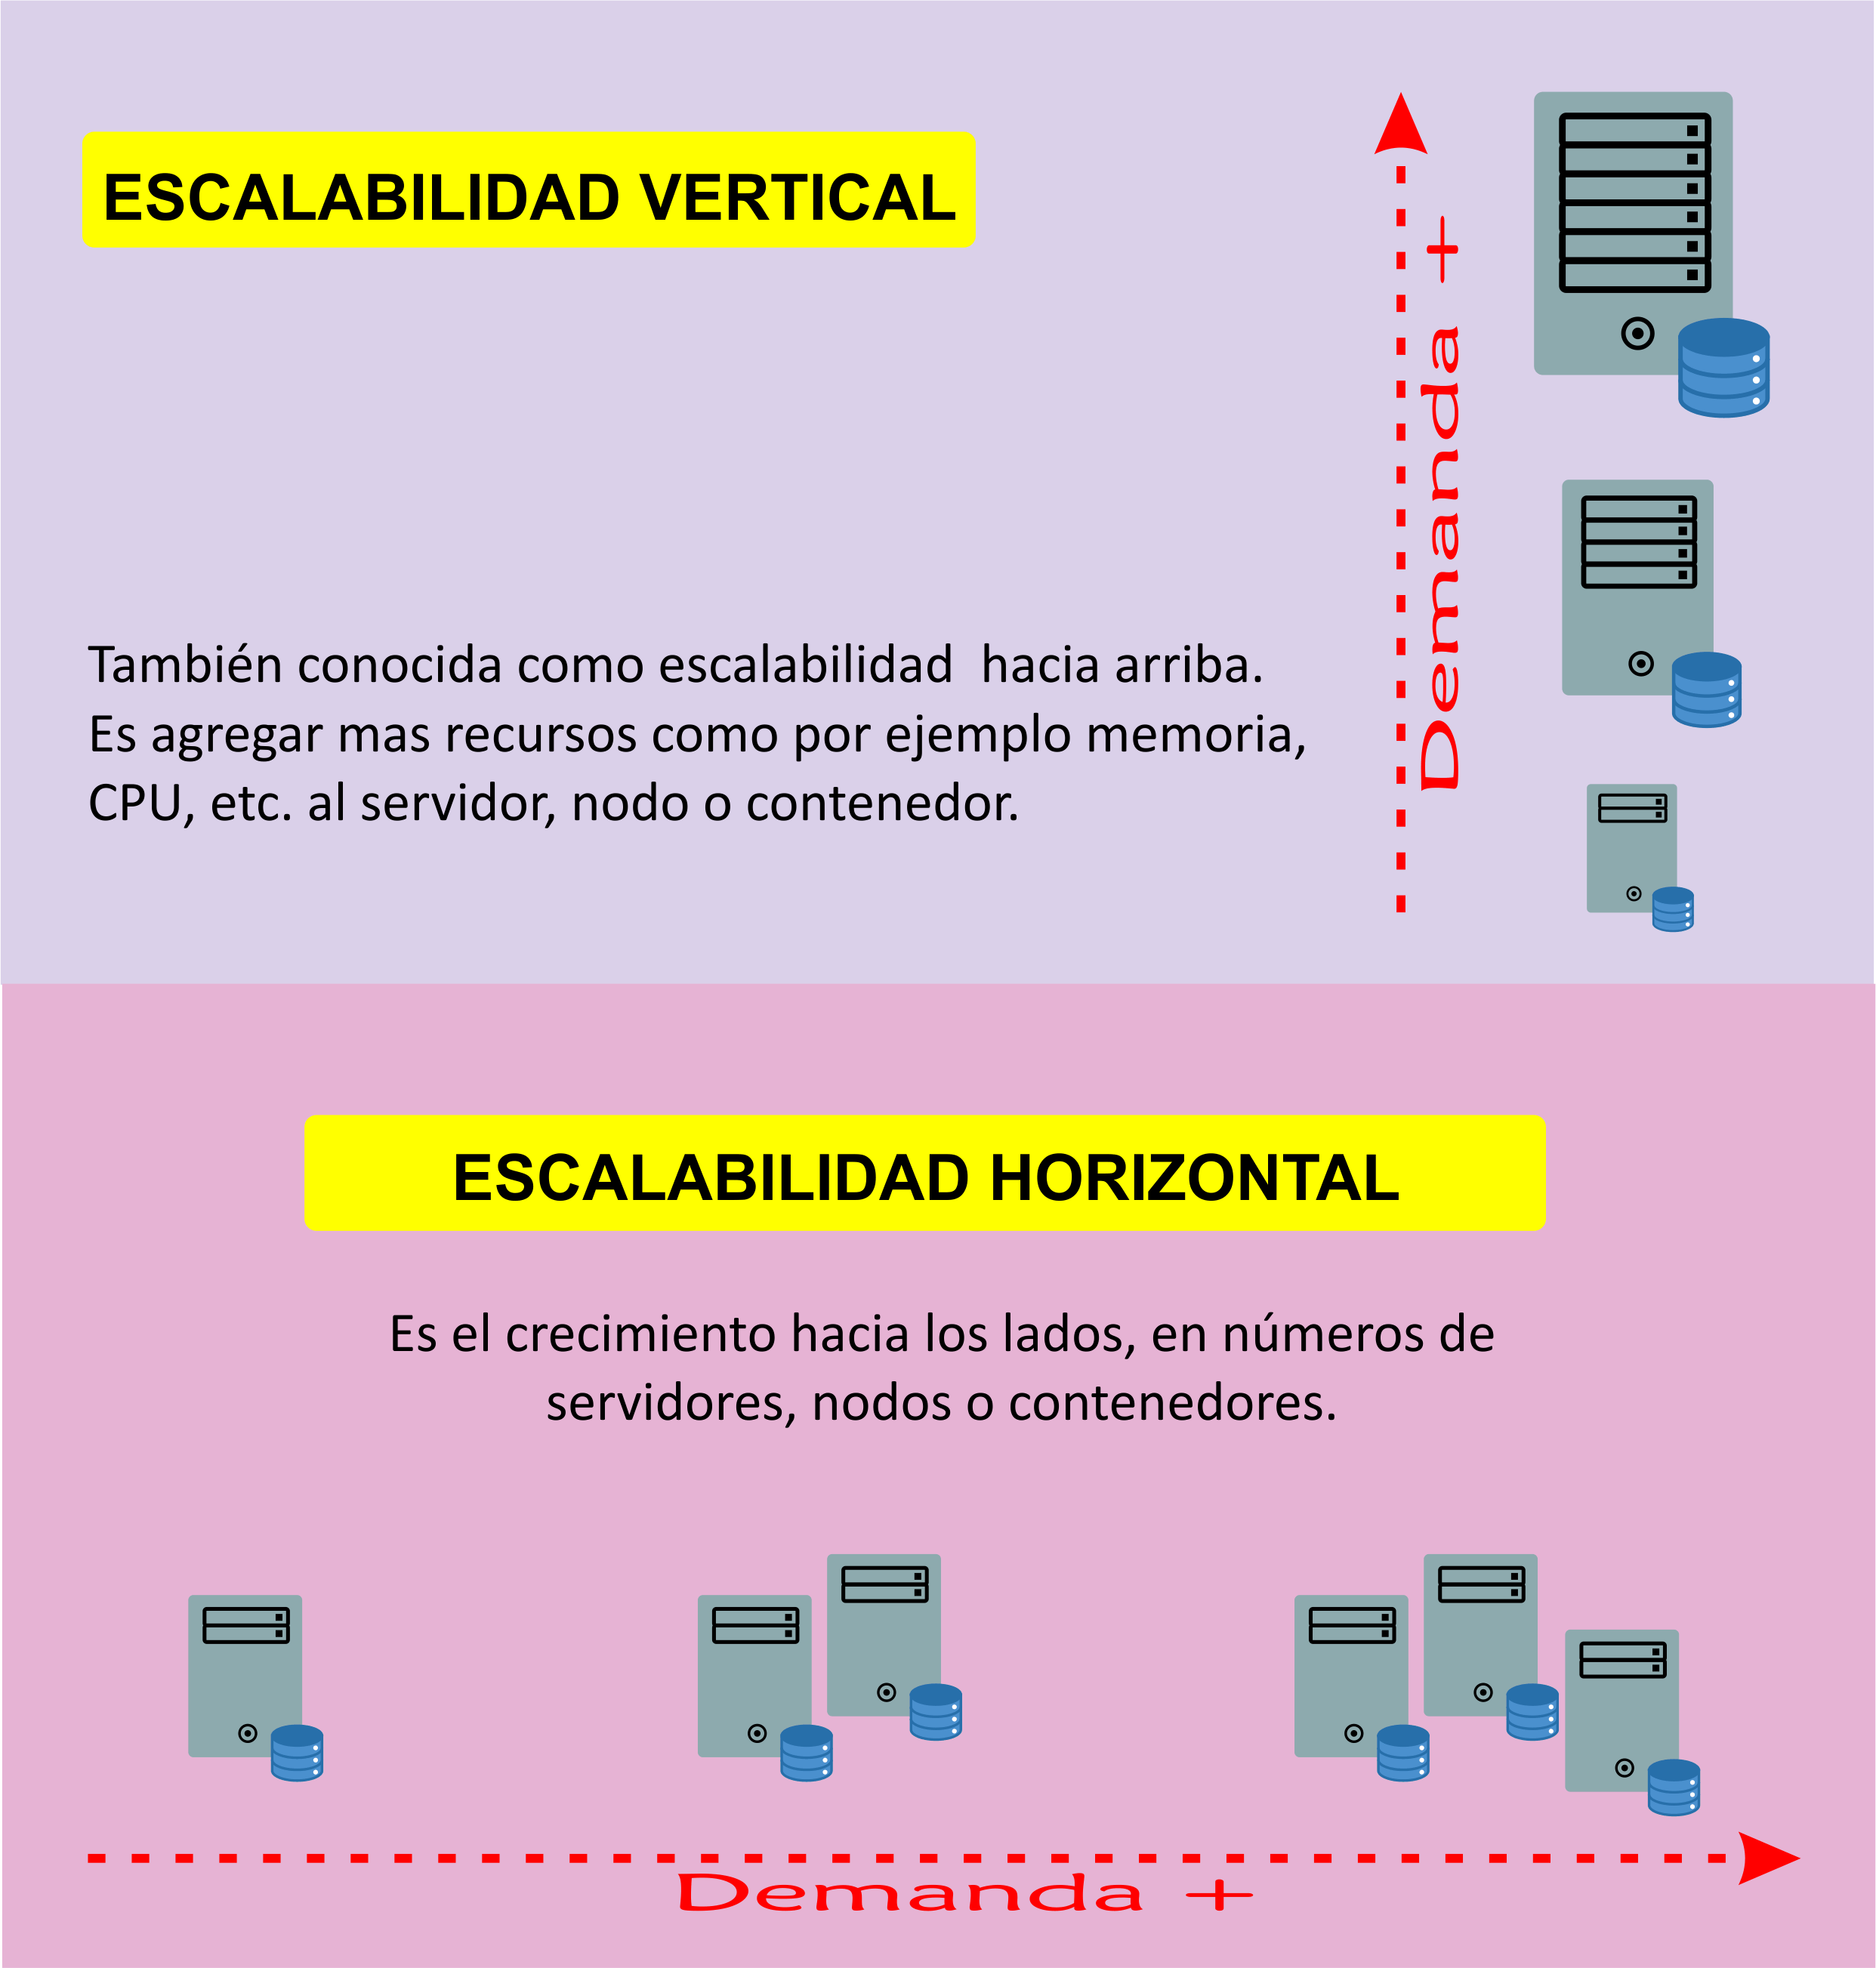 ESCALABILIDAD VERTICAL
Demanda +
También conocida como escalabilidad  hacia arriba.
Es agregar mas recursos como por ejemplo memoria,
CPU, etc. al servidor, nodo o contenedor.
ESCALABILIDAD HORIZONTAL
Es el crecimiento hacia los lados, en números de
servidores, nodos o contenedores.
Demanda +